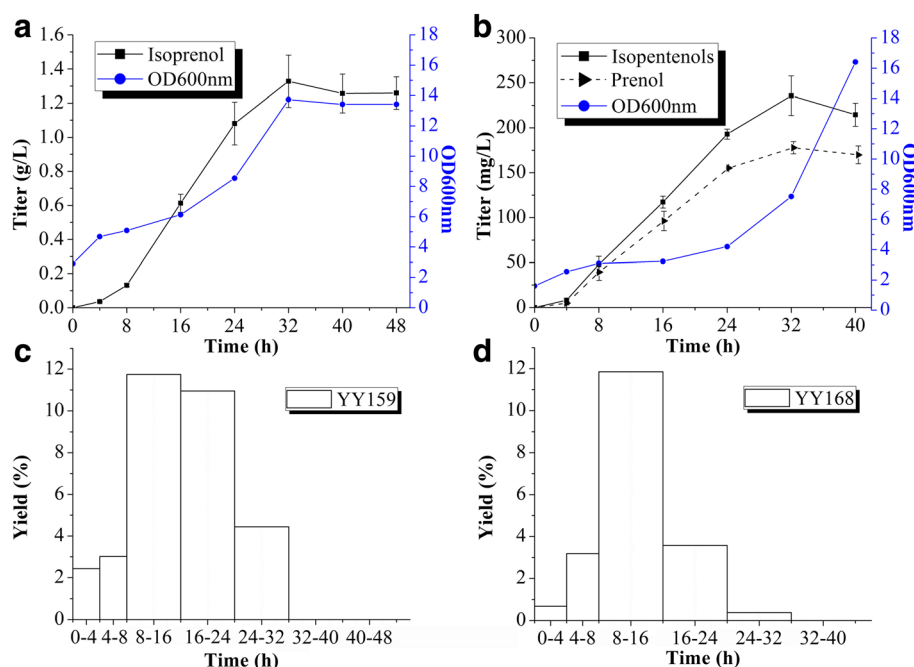 a
Isoprenol
OD600nm
1.6
1.4
1.2
1.0
0.8
0.6
0.4
0.2
0.0
Titer (g/L)
18
16
14
12
10
8
6
4
2
0
OD600nm
0 8 16 24 32 40 48
Time (h)
b
Isopentenols
Prenol
OD600nm
300
250
200
150
100
50
0
Titer (mg/L)
18
16
14
12
10
8
6
4
2
0
OD600nm
0 8 16 24 32 40
Time (h)
c
YY159
12
10
8
6
4
2
0
Yield (%)
0-4 4-8 8-16 16-24 24-32 32-40 40-48
Time (h)
d
YY168
12
10
8
6
4
2
0
Yield (%)
0-4 4-8 8-16 16-24 24-32 32-40
Time (h)